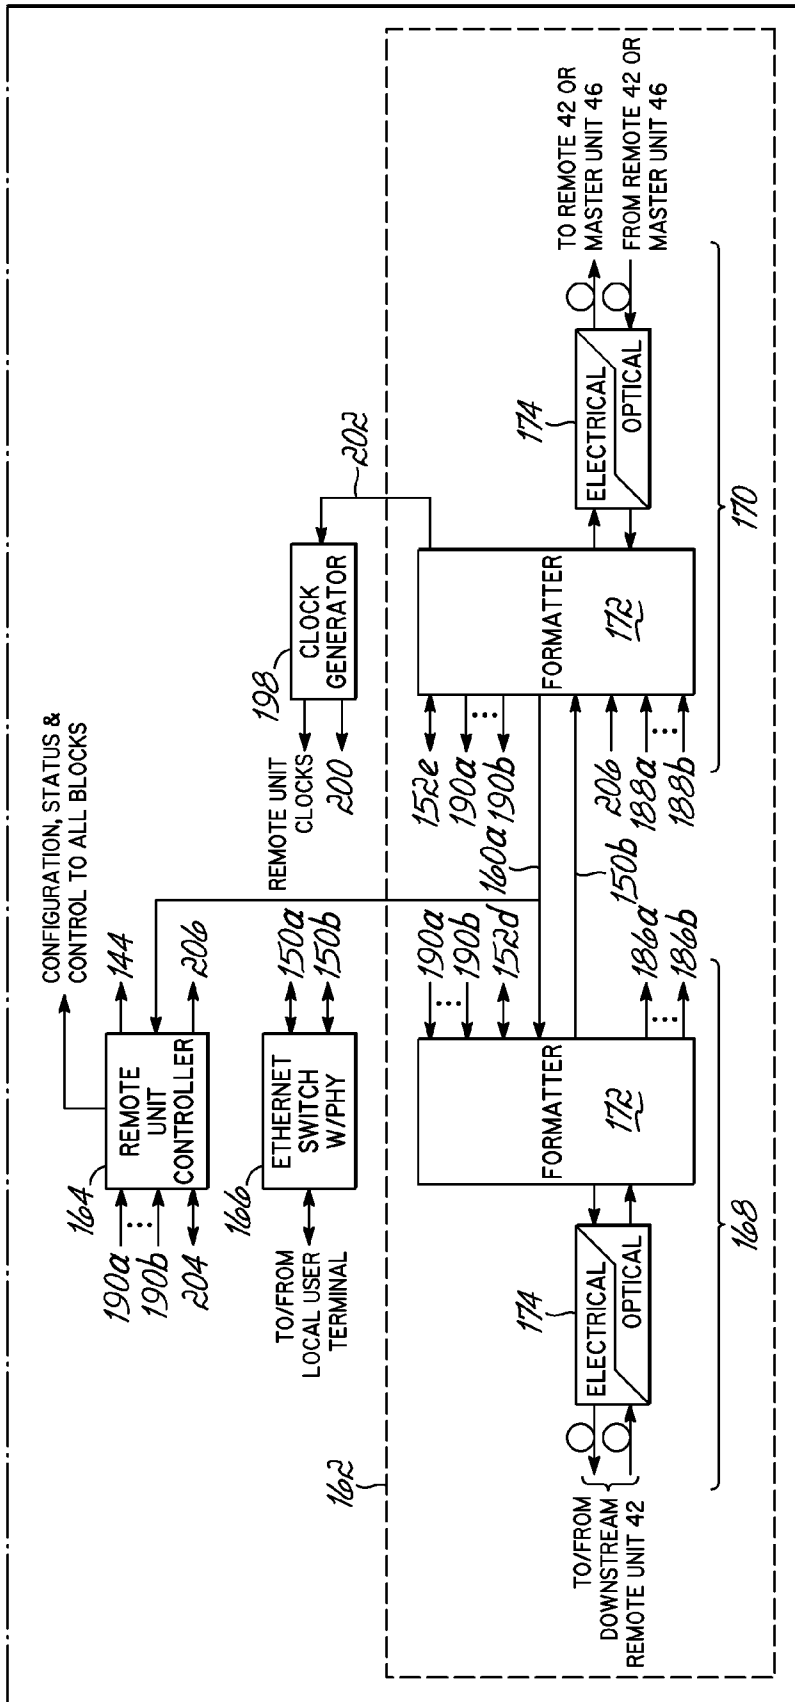 CONFIGURATION, STATUS &
CONTROL TO ALL BLOCKS
164
REMOTE
UNIT
CONTROLLER
190a
...
190b
204
144
206
166
ETHERNET
SWITCH
W/PHY
TO/FROM
LOCAL USER
TERMINAL
150a
150b
198
CLOCK
GENERATOR
REMOTE UNIT
CLOCKS
200
202
162
TO/FROM
DOWNSTREAM
REMOTE UNIT 42
174
ELECTRICAL
OPTICAL
FORMATTER
172
190a
...
190b
152d
160a
150b
186a
...
186b
168
152e
190a
...
190b
206
188a
...
188b
FORMATTER
172
174
ELECTRICAL
OPTICAL
TO REMOTE 42 OR
MASTER UNIT 46
FROM REMOTE 42 OR
MASTER UNIT 46
170